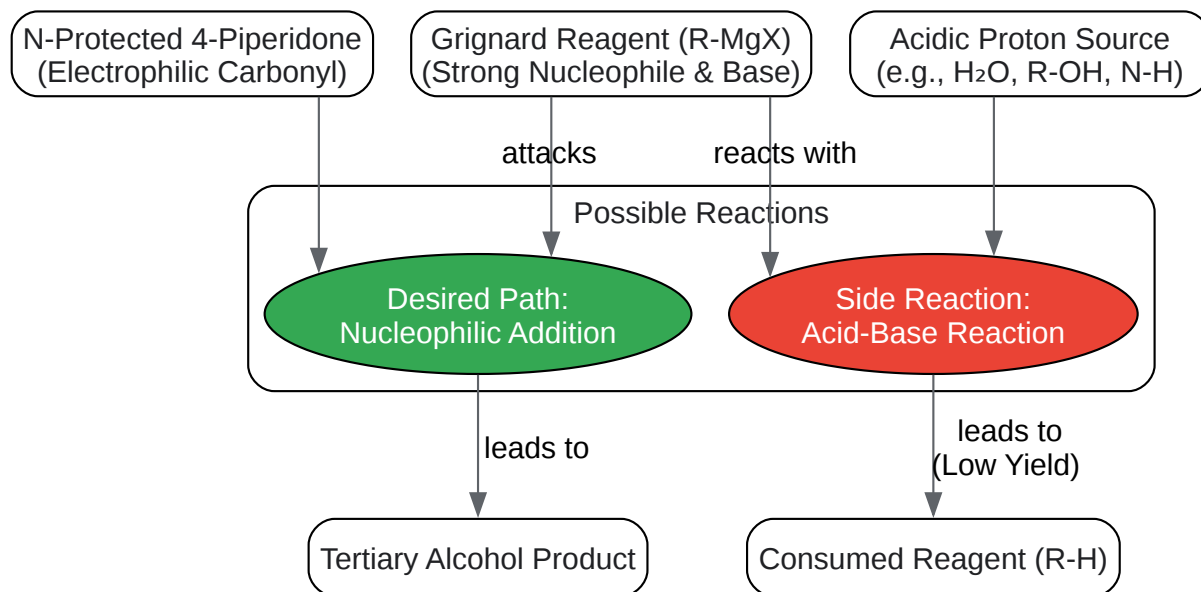 N-Protected 4-Piperidone
(Electrophilic Carbonyl)
Grignard Reagent (R-MgX)
(Strong Nucleophile & Base)
Acidic Proton Source
(e.g., H₂O, R-OH, N-H)
attacks
reacts with
Possible Reactions
Desired Path:
Nucleophilic Addition
Side Reaction:
Acid-Base Reaction
leads to
leads to
(Low Yield)
Tertiary Alcohol Product
Consumed Reagent (R-H)